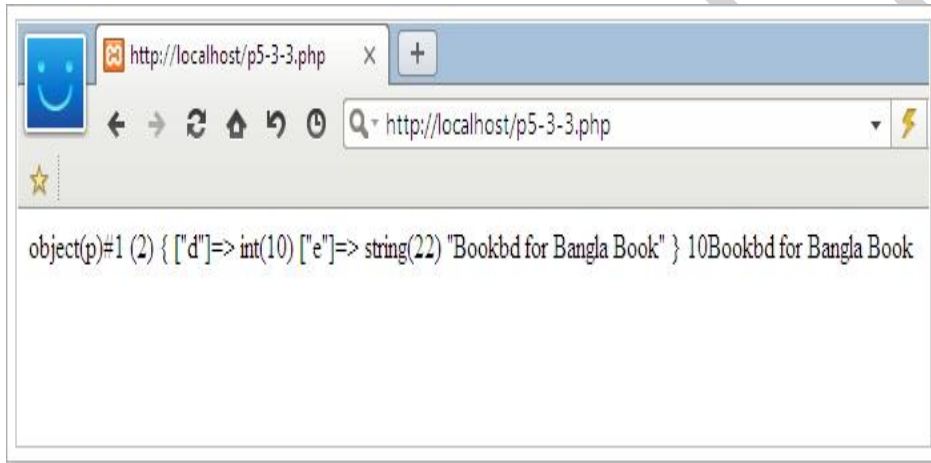 http://localhost/p5-3-3.php
http://localhost/p5-3-3.php
object(p)#1 (2) { ["d"]=> int(10) ["e"]=> string(22) "Bookbd for Bangla Book" } 10Bookbd for Bangla Book